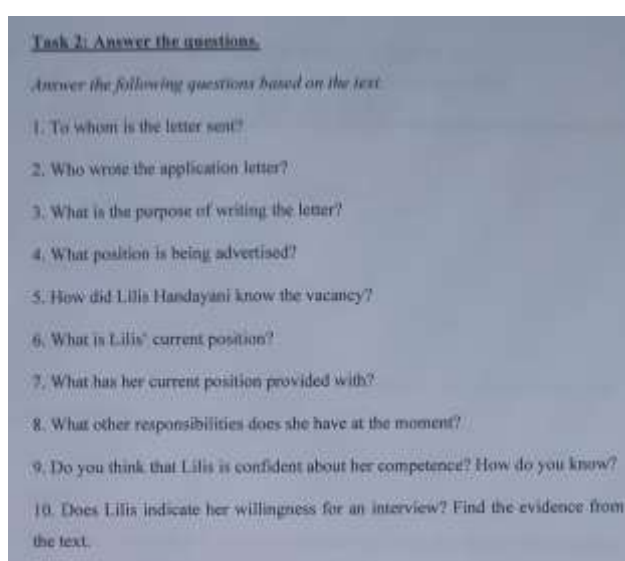 Task 2: Answer the questions.
Answer the following questions based on the text.
1. To whom is the letter sent?
2. Who wrote the application letter?
3. What is the purpose of writing the letter?
4. What position is being advertised?
5. How did Lilis Handayani know the vacancy?
6. What is Lilis' current position?
7. What has her current position provided with?
8. What other responsibilities does she have at the moment?
9. Do you think that Lilis is confident about her competence? How do you know?
10. Does Lilis indicate her willingness for an interview? Find the evidence from
the text.